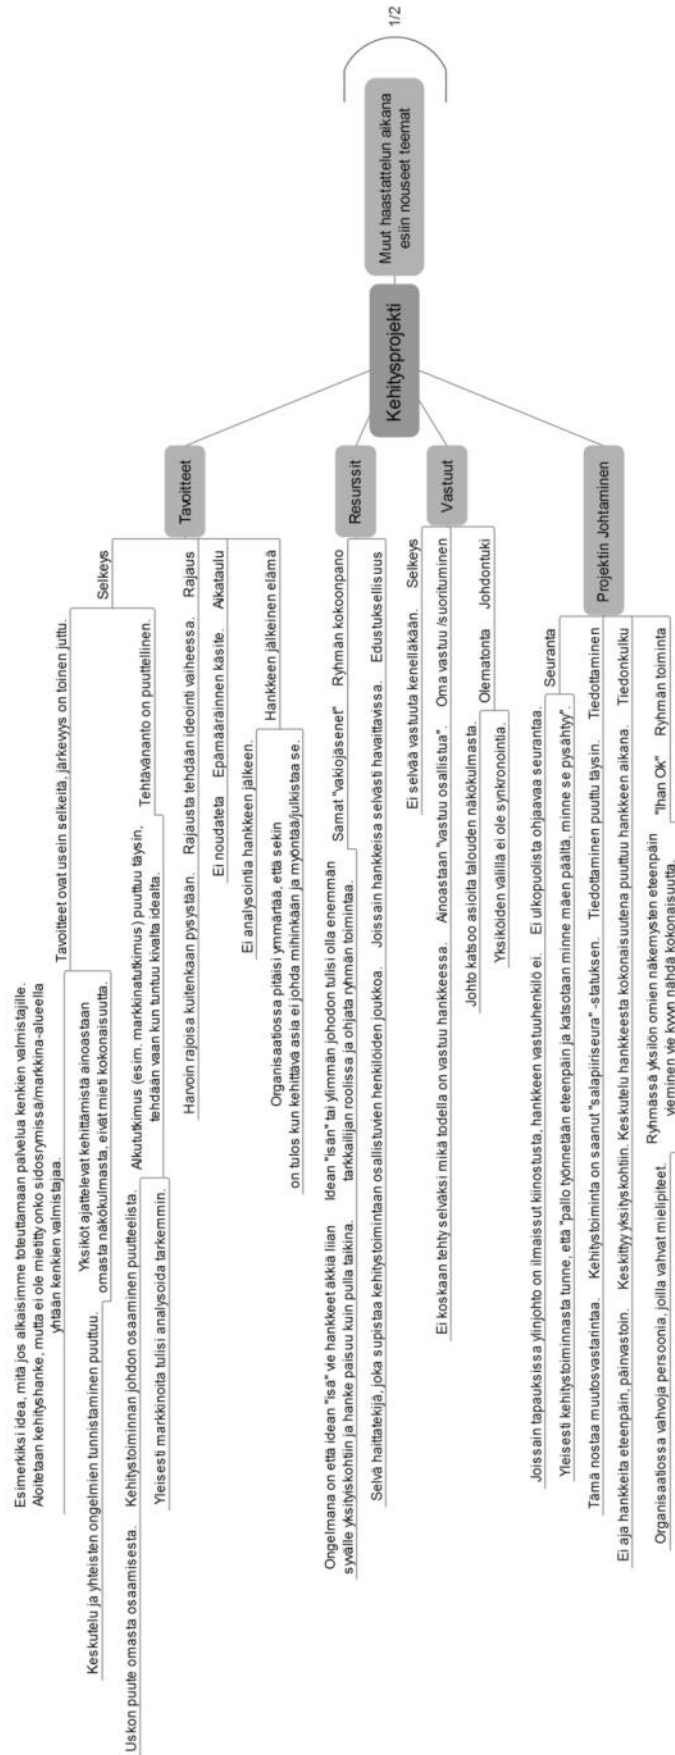 1/2
Muut haastattelun aikana
esiin nouseet teemat
Kehitysprojekti
Tavoitteet
Selkeys
Tavoitteet ovat usein selkeitä, järkevyys on toinen juttu.
Esimerkiksi idea, mitä jos alkaisimme toteuttamaan palvelua kenkien valmistajille.
Aloitetaan kehityshanke, mutta ei ole mietitty onko sidosrymissä/markkina-alueella
yhtään kenkien valmistajaa.
Yksiköt ajattelevat kehittämistä ainoastaan
omasta näkökulmasta, eivät mieti kokonaisuutta.
Keskutelu ja yhteisten ongelmien tunnistaminen puuttuu.
Tehtävänanto on puuttellinen.
Alkututkimus (esim. markkinatutkimus) puuttuu täysin,
tehdään vaan kun tuntuu kivalta idealta.
Kehitystoiminnan johdon osaaminen puutteelista.
Uskon puute omasta osaamisesta.
Yleisesti markkinoita tulisi analysoida tarkemmin.
Rajaus
Rajausta tehdään ideointi vaiheessa.
Harvoin rajoisa kuitenkaan pysystään.
Aikataulu
Epämääräinnen käsite.
Ei noudateta
Hankkeen jälkeinen elämä
Ei analysointia hankkeen jälkeen.
Organisaatiossa pitäisi ymmärtää, että sekin
on tulos kun kehittävä asia ei johda mihinkään ja myöntää/julkistaa se.
Resurssit
Ryhmän kokoonpano
Samat "vakiojäsenet"
Idean "isän" tai ylimmän johodon tulisi olla enemmän
tarkkailijan roolissa ja ohjata ryhmän toimintaa.
Ongelmana on että idean "isä" vie hankkeet äkkiä liian
syvälle yksityiskohtiin ja hanke paisuu kuin pulla taikina.
Edustuksellisuus
Joissain hankkeisa selvästi havaittavissa.
Selvä haittatekijä, joka supistaa kehitystoimintaan osallistuvien henkilöiden joukkoa.
Vastuut
Selkeys
Ei selvää vastuuta kenelläkään.
Oma vastuu /suorituminen
Ainoastaan "vastuu osallistua".
Ei koskaan tehty selväksi mikä todella on vastuu hankkeessa.
Johdontuki
Olematonta
Johto katsoo asioita talouden näkökulmasta.
Yksiköiden välillä ei ole synkronointia.
Projektin Johtaminen
Seuranta
Ei ulkopuolista ohjaavaa seurantaa.
Joissain tapauksissa ylinjohto on ilmaissut kiinostusta, hankkeen vastuuhenkilö ei.
Yleisesti kehitystoiminnasta tunne, että "pallo työnnetään eteenpäin ja katsotaan minne mäen päältä, minne se pysähtyy".
Tiedottaminen
Tiedottaminen puuttu täysin.
Kehitystoiminta on saanut "salapiiriseura" -statuksen.
Tämä nostaa muutosvastarintaa.
Tiedonkulku
Keskutelu hankkeesta kokonaisuutena puuttuu hankkeen aikana.
Keskittyy yksityskohtiin.
Ei aja hankkeita eteenpäin, päinvastoin.
Ryhmän toiminta
"Ihan Ok"
Ryhmässä yksilön omien näkemysten eteenpäin
vieminen vie kyvyn nähdä kokonaisuutta.
Organisaatiossa vahvoja persoonia, joilla vahvat mielipiteet.